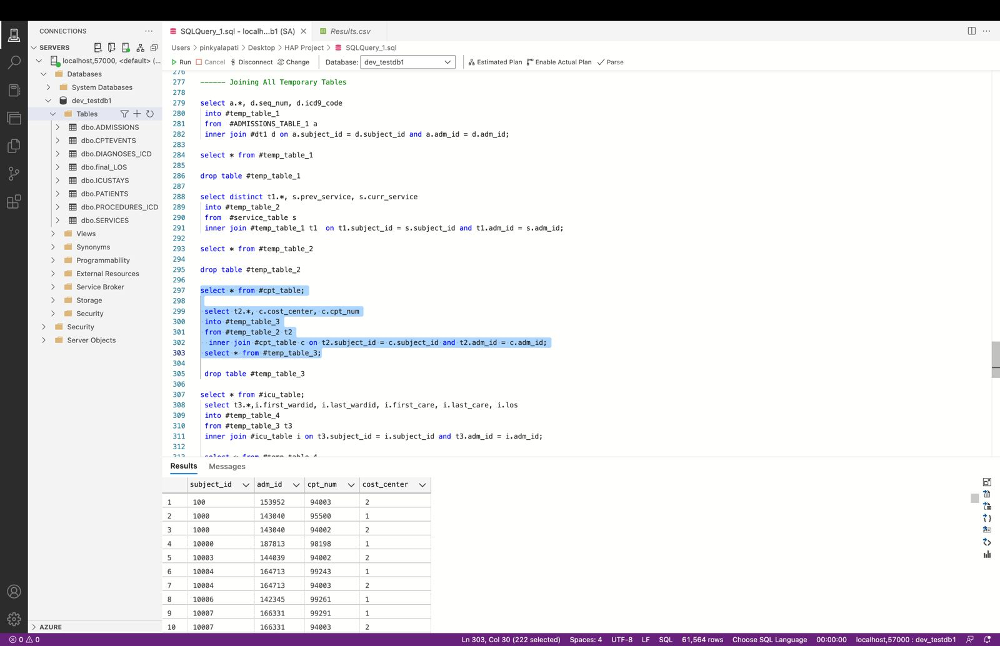 CONNECTIONS
SERVERS
localhost,57000, <default> (...
Databases
System Databases
dev_testdb1
Tables
dbo.ADMISSIONS
dbo.CPTEVENTS
dbo.DIAGNOSES_ICD
dbo.final_LOS
dbo.ICUSTAYS
dbo.PATIENTS
dbo.PROCEDURES_ICD
dbo.SERVICES
Views
Synonyms
Programmability
External Resources
Service Broker
Storage
Security
Security
Server Objects
AZURE
SQLQuery_1.sql - localh...b1 (SA)
Results.csv
Users > pinkyalapati > Desktop > HAP Project > SQLQuery_1.sql
Run Cancel Disconnect Change Database: dev_testdb1 Estimated Plan Enable Actual Plan Parse
276
277 ------ Joining All Temporary Tables
278
279 select a.*, d.seq_num, d.icd9_code
280 into #temp_table_1
281 from #ADMISSIONS_TABLE_1 a
282 inner join #dt1 d on a.subject_id = d.subject_id and a.adm_id = d.adm_id;
283
284 select * from #temp_table_1
285
286 drop table #temp_table_1
287
288 select distinct t1.*, s.prev_service, s.curr_service
289 into #temp_table_2
290 from #service_table s
291 inner join #temp_table_1 t1 on t1.subject_id = s.subject_id and t1.adm_id = s.adm_id;
292
293 select * from #temp_table_2
294
295 drop table #temp_table_2
296
297 select * from #cpt_table;
298
299 select t2.*, c.cost_center, c.cpt_num
300 into #temp_table_3
301 from #temp_table_2 t2
302 inner join #cpt_table c on t2.subject_id = c.subject_id and t2.adm_id = c.adm_id;
303 select * from #temp_table_3;
304
305 drop table #temp_table_3
306
307 select * from #icu_table;
308 select t3.*,i.first_wardid, i.last_wardid, i.first_care, i.last_care, i.los
309 into #temp_table_4
310 from #temp_table_3 t3
311 inner join #icu_table i on t3.subject_id = i.subject_id and t3.adm_id = i.adm_id;
312
313 select * from #temp_table_4
Results Messages
subject_id adm_id cpt_num cost_center
1 100 153952 94003 2
2 1000 143040 95500 1
3 1000 143040 94002 2
4 10000 187813 98198 1
5 10003 144039 94002 2
6 10004 164713 99243 1
7 10004 164713 94003 2
8 10006 142345 99261 1
9 10007 166331 99291 1
10 10007 166331 94003 2
0 0 Ln 303, Col 30 (222 selected) Spaces: 4 UTF-8 LF SQL 61,564 rows Choose SQL Language 00:00:00 localhost,57000 : dev_testdb1